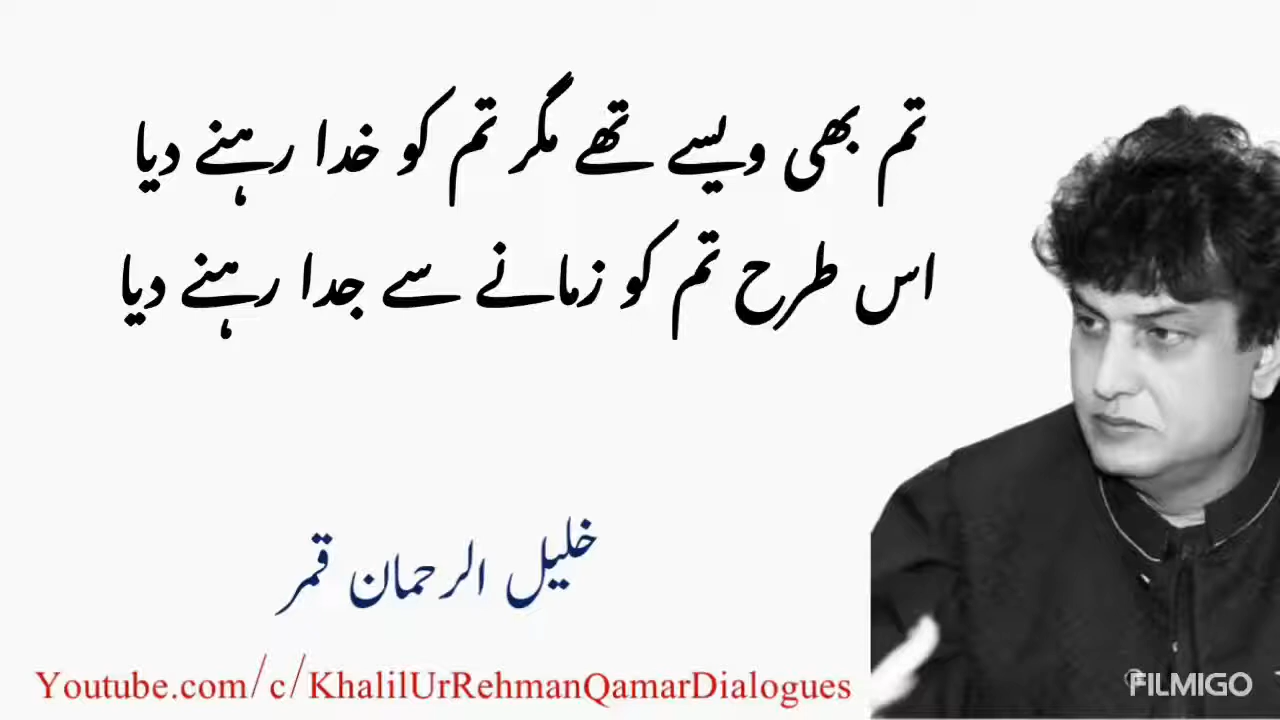 تم بھی ویسے تھے مگر تم کو خدا رہنے دیا
اس طرح تم کو زمانے سے جدا رہنے دیا
خلیل الرحمان قمر
Youtube.com/c/KhalilUrRehmanQamarDialogues
FILMIGO